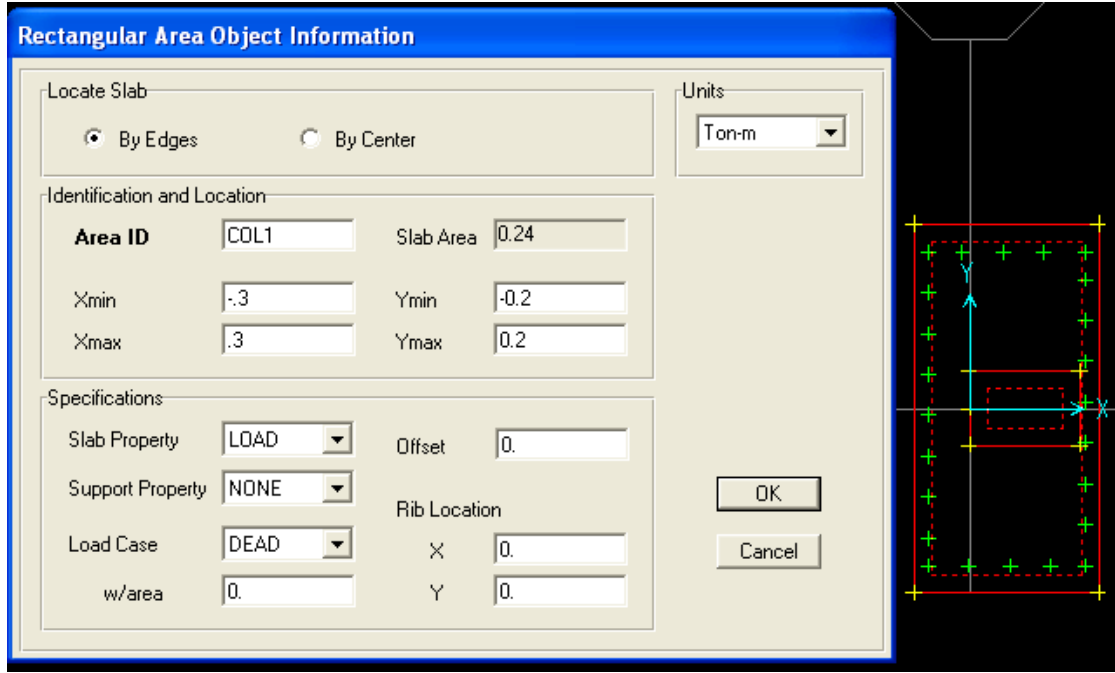 Rectangular Area Object Information
Locate Slab
By Edges By Center
Units
Ton-m
Identification and Location
Area ID COL1 Slab Area 0.24
Xmin -.3 Ymin -0.2
Xmax .3 Ymax 0.2
Specifications
Slab Property LOAD Offset 0.
Support Property NONE
Rib Location
Load Case DEAD X 0.
w/area 0. Y 0.
OK
Cancel
Y
X